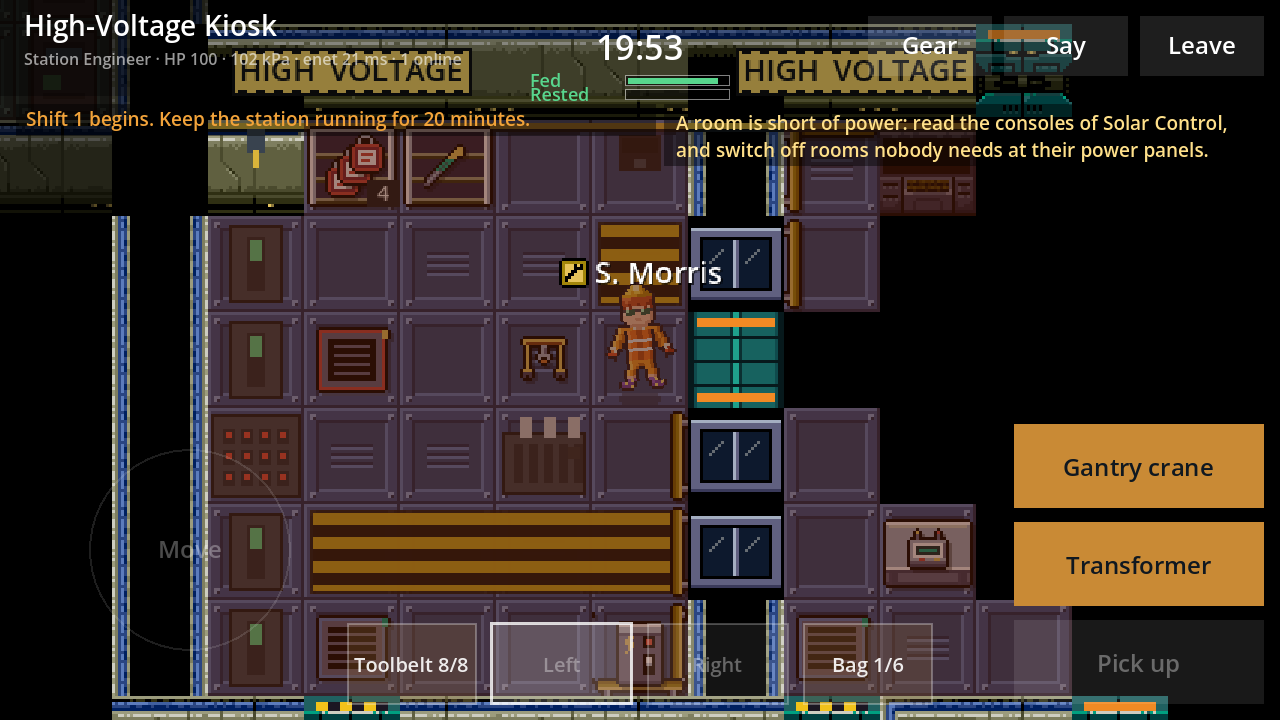 High-Voltage Kiosk
Station Engineer · HP 100 · 102 kPa · enet 21 ms · 1 online
HIGH VOLTAGE
19:53
Fed
Rested
HIGH VOLTAGE
Gear
Say
Leave
Shift 1 begins. Keep the station running for 20 minutes.
A room is short of power: read the consoles of Solar Control,
and switch off rooms nobody needs at their power panels.
4
S. Morris
Gantry crane
Move
Transformer
Toolbelt 8/8
Left
Right
Bag 1/6
Pick up